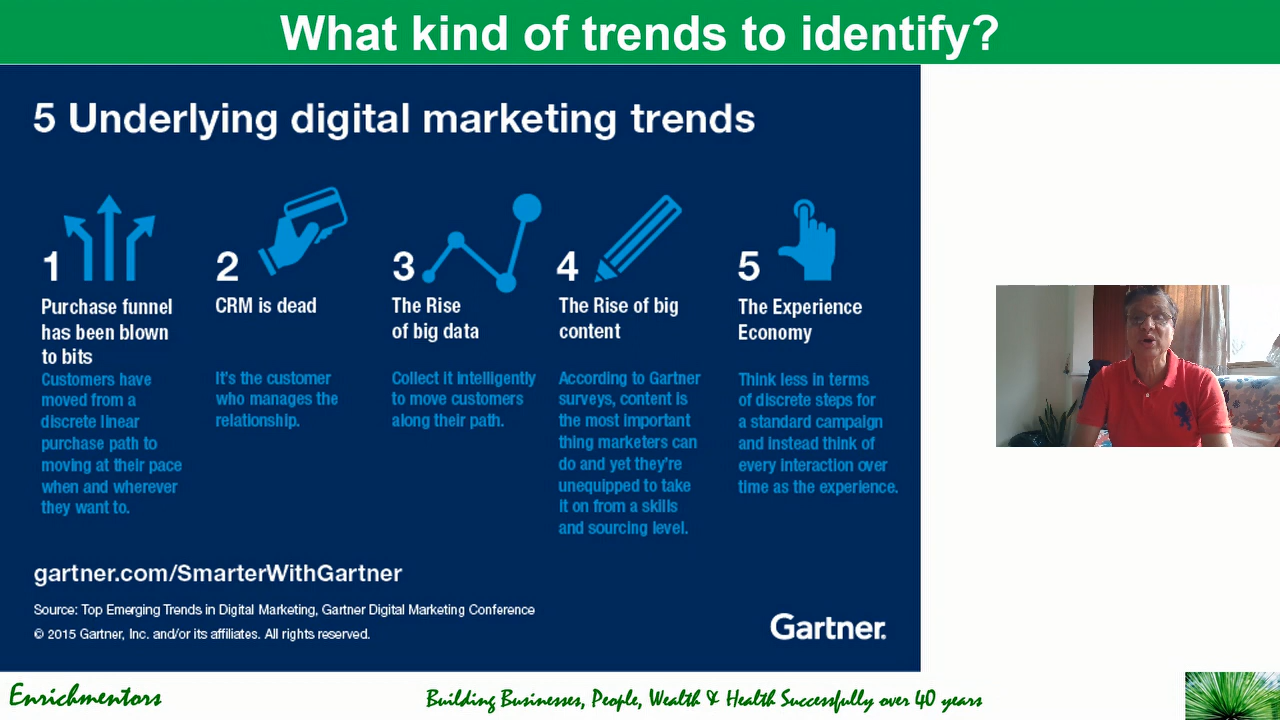 What kind of trends to identify?
5 Underlying digital marketing trends
1
Purchase funnel
has been blown
to bits
Customers have
moved from a
discrete linear
purchase path to
moving at their pace
when and wherever
they want to.
2
CRM is dead
It's the customer
who manages the
relationship.
3
The Rise
of big data
Collect it intelligently
to move customers
along their path.
4
The Rise of big
content
According to Gartner
surveys, content is
the most important
thing marketers can
do and yet they're
unequipped to take
it on from a skills
and sourcing level.
5
The Experience
Economy
Think less in terms
of discrete steps for
a standard campaign
and instead think of
every interaction over
time as the experience.
gartner.com/SmarterWithGartner
Source: Top Emerging Trends in Digital Marketing, Gartner Digital Marketing Conference
© 2015 Gartner, Inc. and/or its affiliates. All rights reserved.
Gartner.
Enrichmentors
Building Businesses, People, Wealth & Health Successfully over 40 years